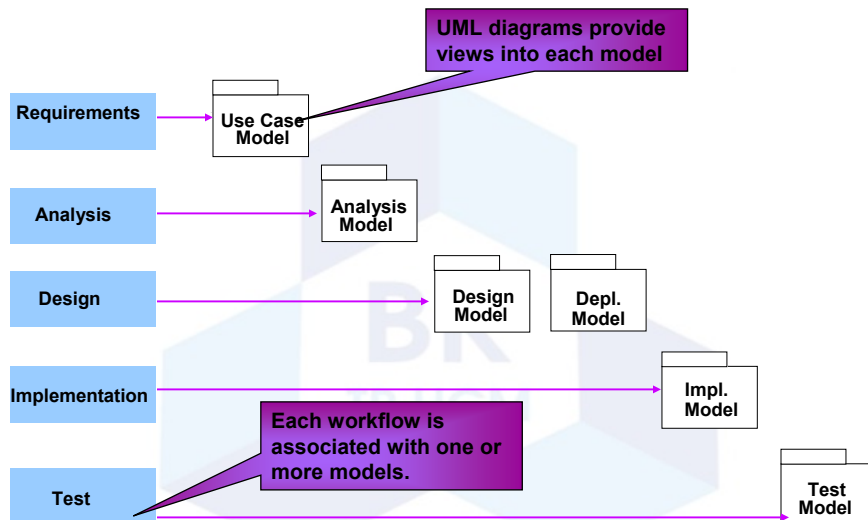 UML diagrams provide
views into each model
Requirements
Use Case
Model
Analysis
Analysis
Model
Design
Design
Model
Depl.
Model
BK
Implementation
Impl.
Model
Each workflow is
associated with one or
more models.
Test
Test
Model